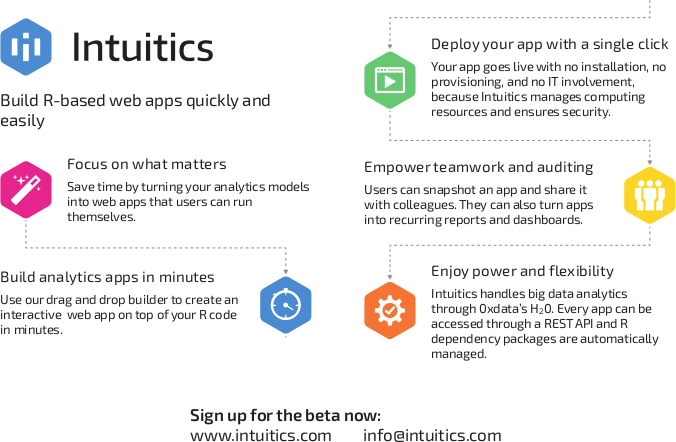 Intuitics
Build R-based web apps quickly and
easily
Focus on what matters
Save time by turning your analytics models
into web apps that users can run
themselves.
Build analytics apps in minutes
Use our drag and drop builder to create an
interactive web app on top of your R code
in minutes.
Deploy your app with a single click
Your app goes live with no installation, no
provisioning, and no IT involvement,
because Intuitics manages computing
resources and ensures security.
Empower teamwork and auditing
Users can snapshot an app and share it
with colleagues. They can also turn apps
into recurring reports and dashboards.
Enjoy power and flexibility
Intuitics handles big data analytics
through 0xdata's H₂0. Every app can be
accessed through a REST API and R
dependency packages are automatically
managed.
Sign up for the beta now:
www.intuitics.com info@intuitics.com